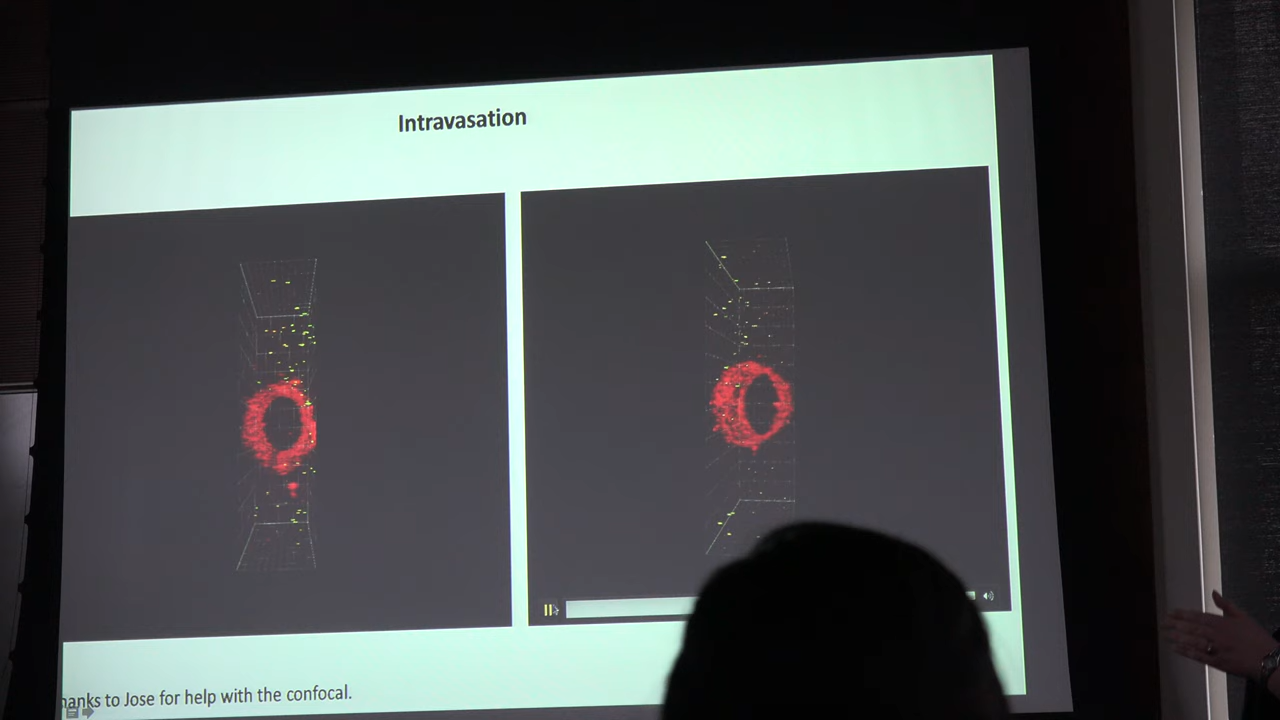 Intravasation
hanks to Jose for help with the confocal.